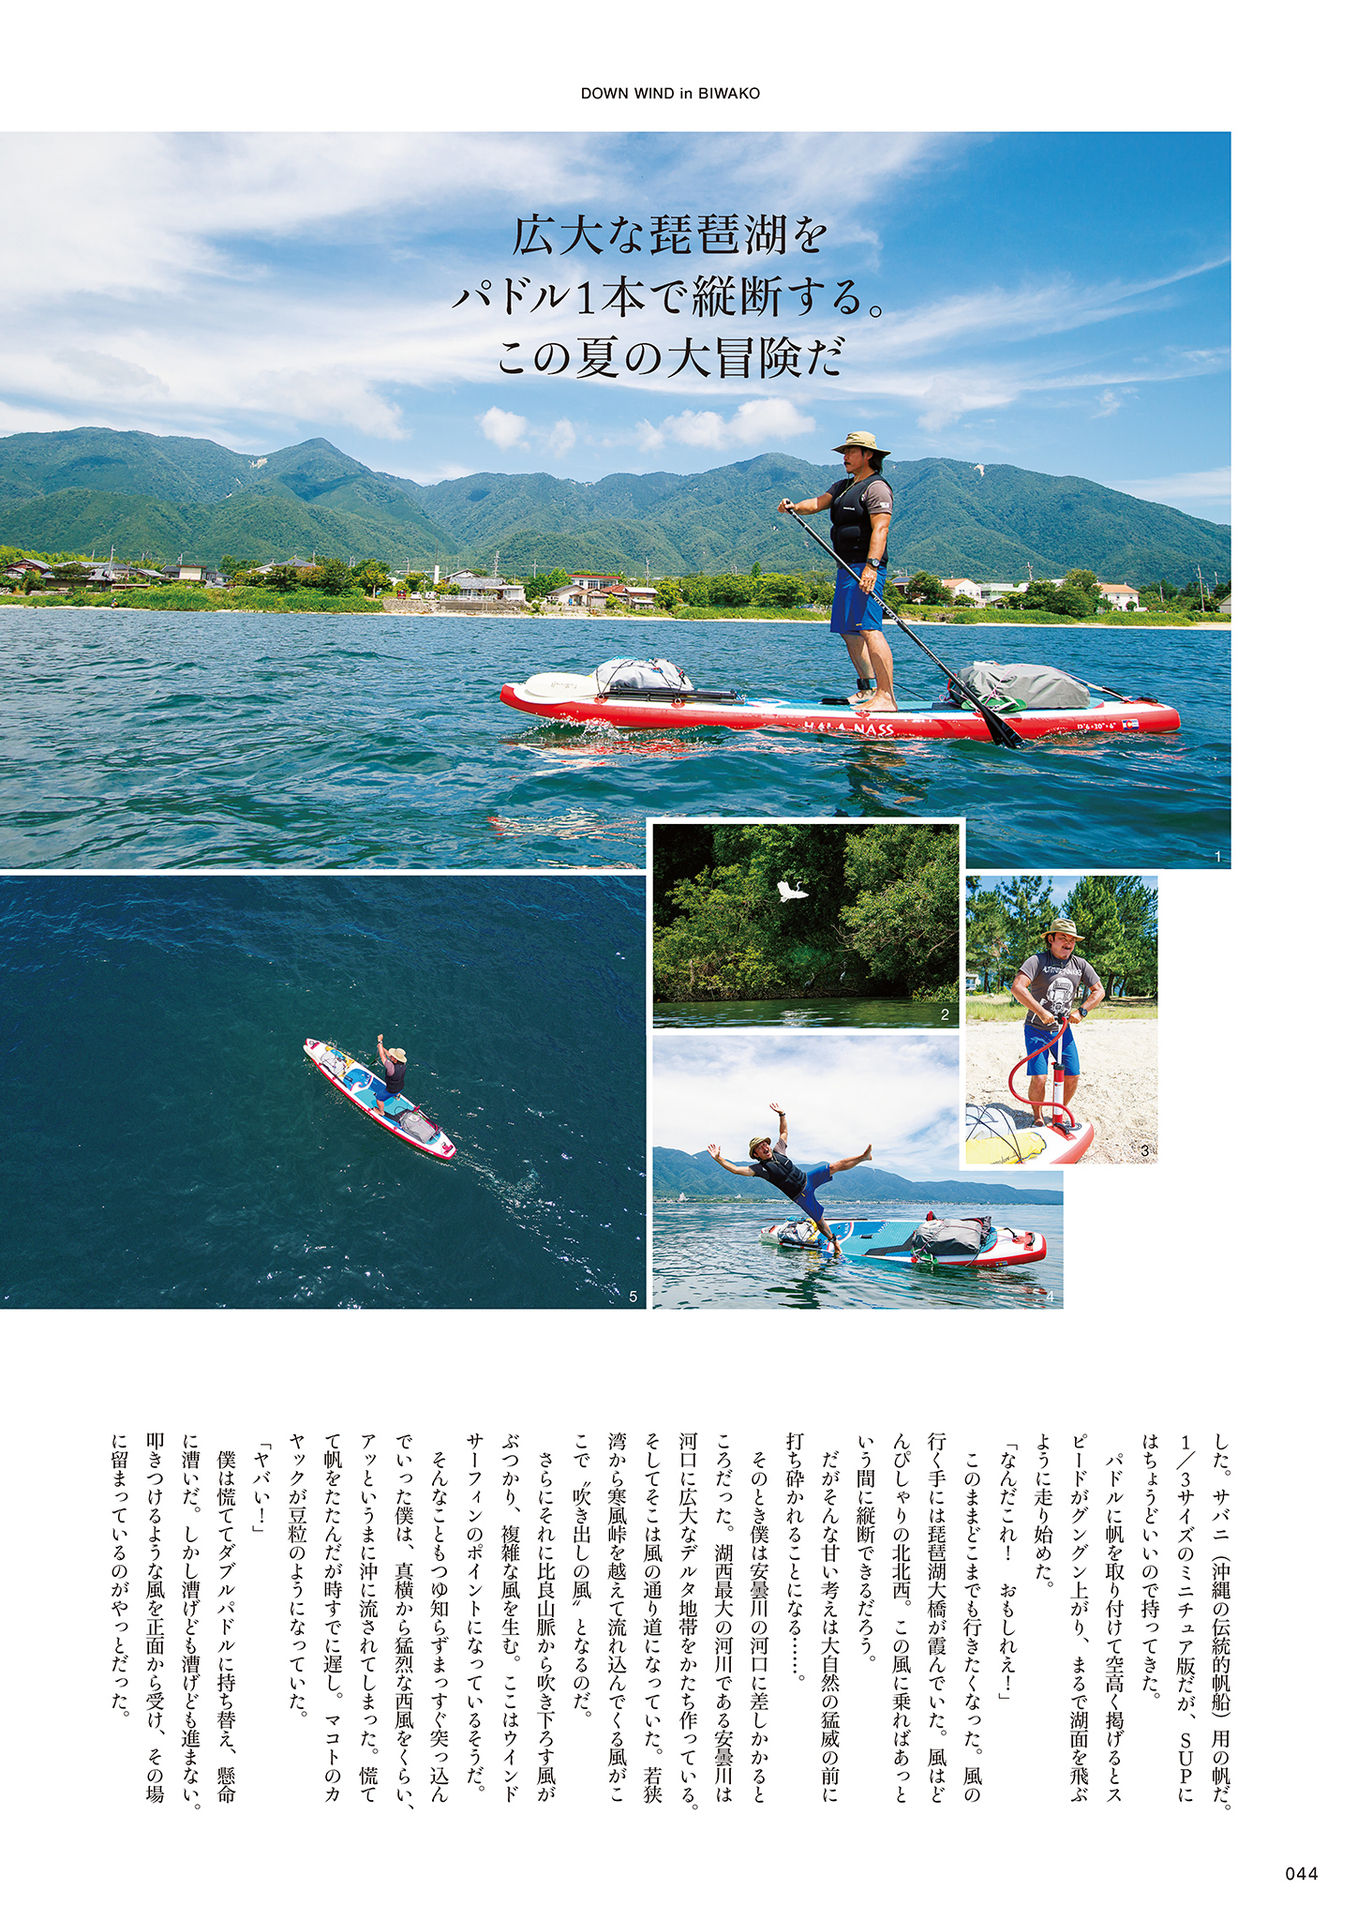 DOWN WIND in BIWAKO
広大な琵琶湖を
パドル1本で縦断する。
この夏の大冒険だ
HALA NASS
12'6"×30"×6"
1
2
3
4
5
した。サバニ（沖縄の伝統的帆船）用の帆だ。
1／3サイズのミニチュア版だが、SUPに
はちょうどいいので持ってきた。
パドルに帆を取り付けて空高く掲げるとス
ピードがグングン上がり、まるで湖面を飛ぶ
ように走り始めた。
「なんだこれ！　おもしれえ！」
このままどこまでも行きたくなった。風の
行く手には琵琶湖大橋が霞んでいた。風はど
んぴしゃりの北北西。この風に乗ればあっと
いう間に縦断できるだろう。
だがそんな甘い考えは大自然の猛威の前に
打ち砕かれることになる……。
そのとき僕は安曇川の河口に差しかかると
ころだった。湖西最大の河川である安曇川は
河口に広大なデルタ地帯をかたち作っている。
そしてそこは風の通り道になっていた。若狭
湾から寒風峠を越えて流れ込んでくる風がこ
こで〝吹き出しの風〟となるのだ。
さらにそれに比良山脈から吹き下ろす風が
ぶつかり、複雑な風を生む。ここはウインド
サーフィンのポイントになっているそうだ。
そんなこともつゆ知らずまっすぐ突っ込ん
でいった僕は、真横から猛烈な西風をくらい、
アッというまに沖に流されてしまった。慌て
て帆をたたんだが時すでに遅し。マコトのカ
ヤックが豆粒のようになっていた。
「ヤバい！」
僕は慌ててダブルパドルに持ち替え、懸命
に漕いだ。しかし漕げども漕げども進まない。
叩きつけるような風を正面から受け、その場
に留まっているのがやっとだった。
044